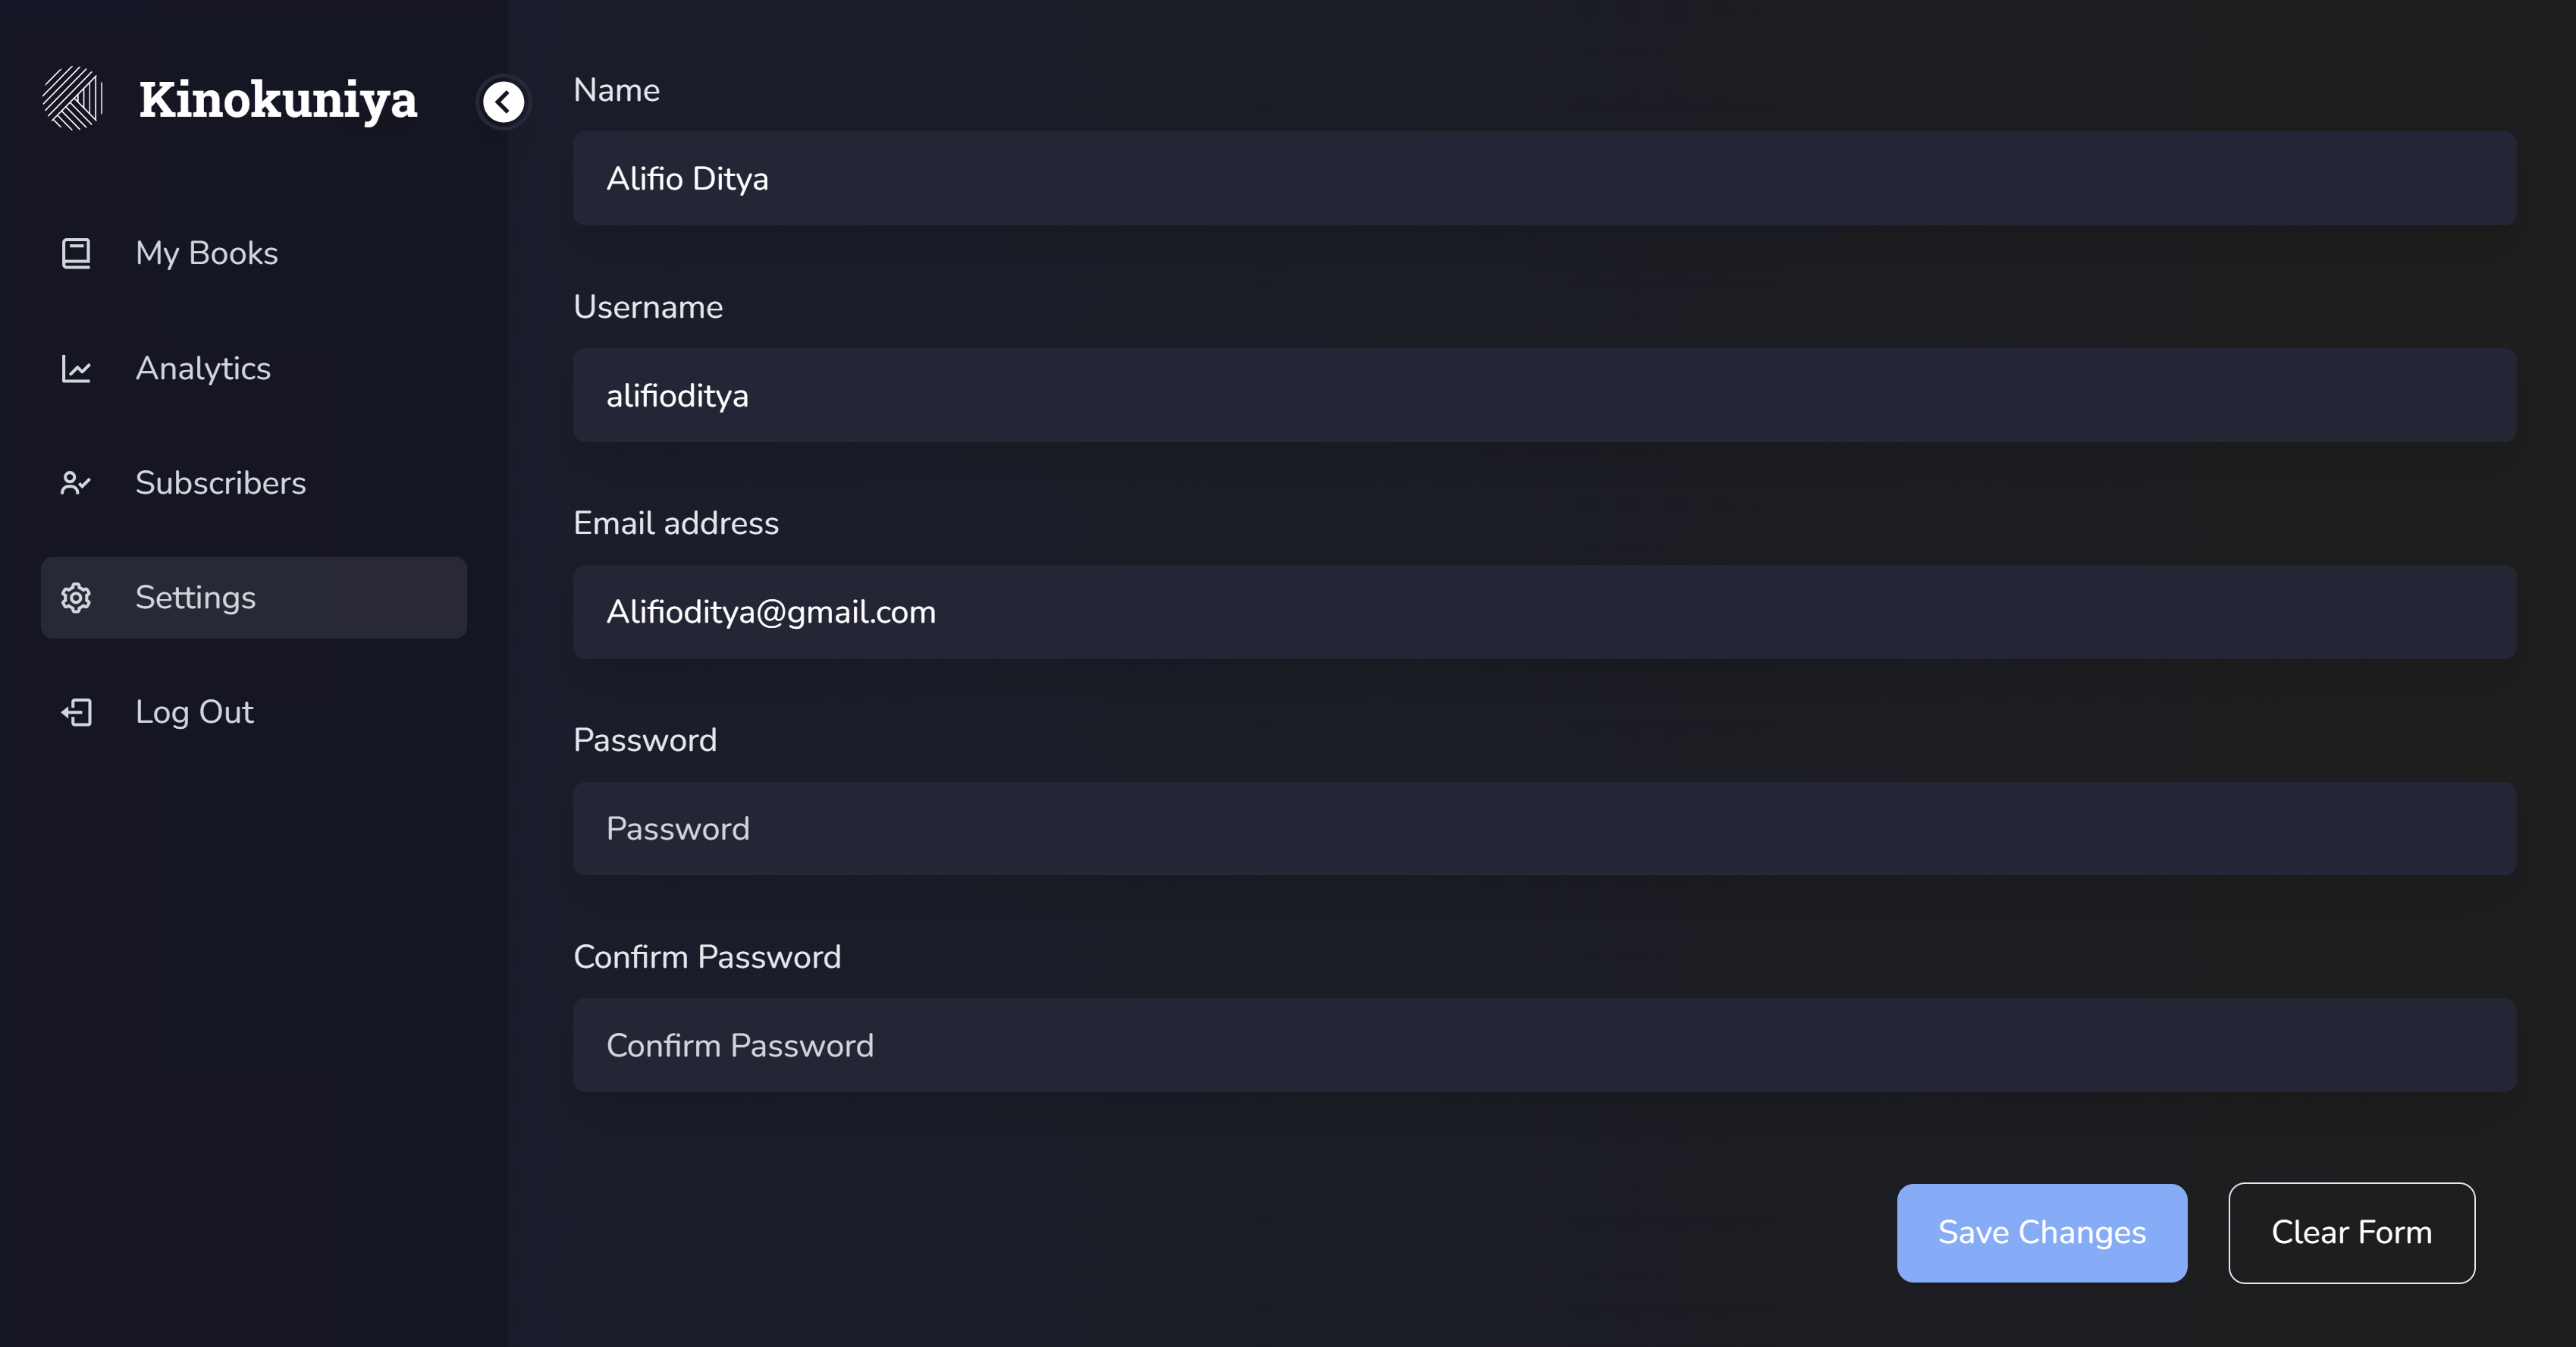 Kinokuniya
My Books
Analytics
Subscribers
Settings
Log Out
Name
Alifio Ditya
Username
alifioditya
Email address
Alifioditya@gmail.com
Password
Password
Confirm Password
Confirm Password
Save Changes
Clear Form